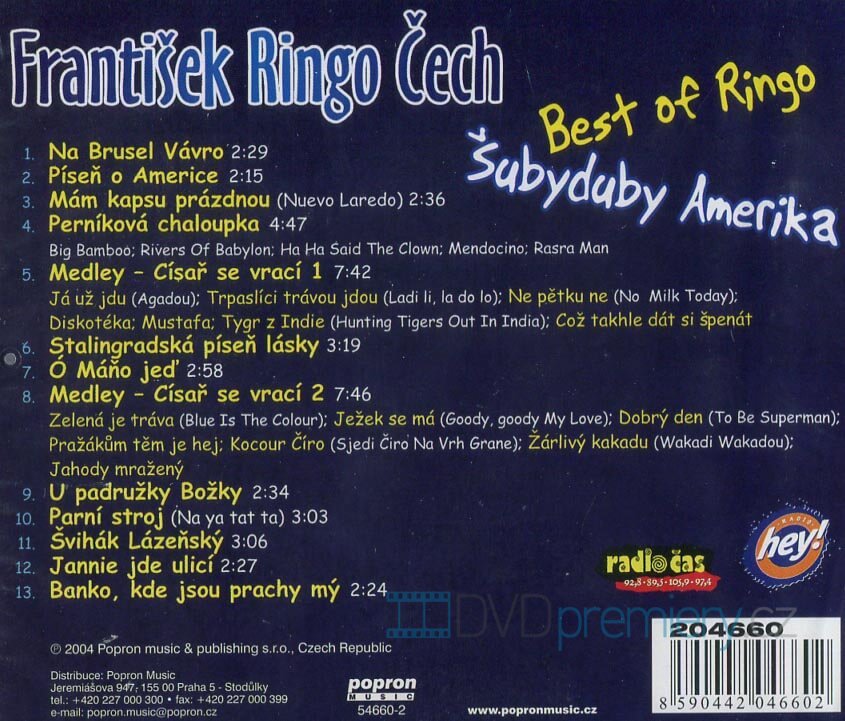 František Ringo Čech
Best of Ringo
Šubyduby Amerika
1. Na Brusel Vávro 2:29
2. Píseň o Americe 2:15
3. Mám kapsu prázdnou (Nuevo Laredo) 2:36
4. Perníková chaloupka 4:47
Big Bamboo; Rivers Of Babylon; Ha Ha Said The Clown; Mendocino; Rasra Man
5. Medley – Císař se vrací 1 7:42
Já už jdu (Agadou); Trpaslíci trávou jdou (Ladi li, la do lo); Ne pětku ne (No Milk Today);
Diskotéka; Mustafa; Tygr z Indie (Hunting Tigers Out In India); Což takhle dát si špenát
6. Stalingradská píseň lásky 3:19
7. Ó Máňo jeď 2:58
8. Medley – Císař se vrací 2 7:46
Zelená je tráva (Blue Is The Colour); Ježek se má (Goody, goody My Love); Dobrý den (To Be Superman);
Pražákům těm je hej; Kocour Číro (Sjedi Čiro Na Vrh Grane); Žárlivý kakadu (Wakadi Wakadou);
Jahody mražený
9. U padružky Božky 2:34
10. Parní stroj (Na ya tat ta) 3:03
11. Švihák Lázeňský 3:06
12. Jannie jde ulicí 2:27
13. Banko, kde jsou prachy mý 2:24
radio čas
92,8 · 89,5 · 105,9 · 97,4
RADIO
hey!
DVDpremiery.cz
204660
℗ 2004 Popron music & publishing s.r.o., Czech Republic
Distribuce: Popron Music
Jeremiášova 947, 155 00 Praha 5 - Stodůlky
tel.: +420 227 000 300 • fax: +420 227 000 399
e-mail: popron.music@popron.cz
popron
MUSIC
54660-2
www.popronmusic.cz
8 590442 046602